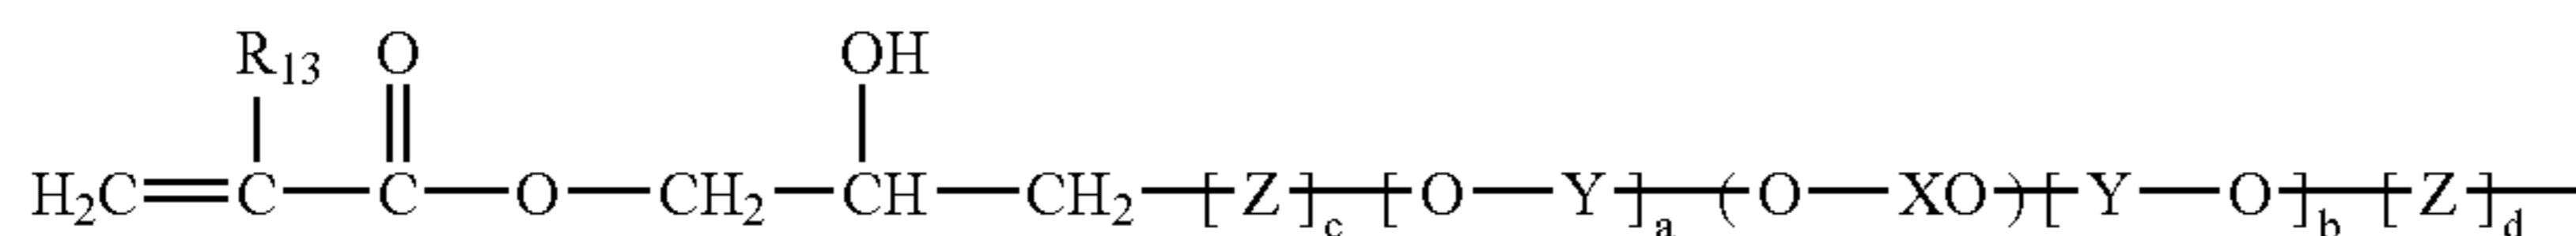 R13 O OH
H2C=C—C—O—CH2—CH—CH2—[Z]c[O—Y]a(O—XO)[Y—O]b[Z]d